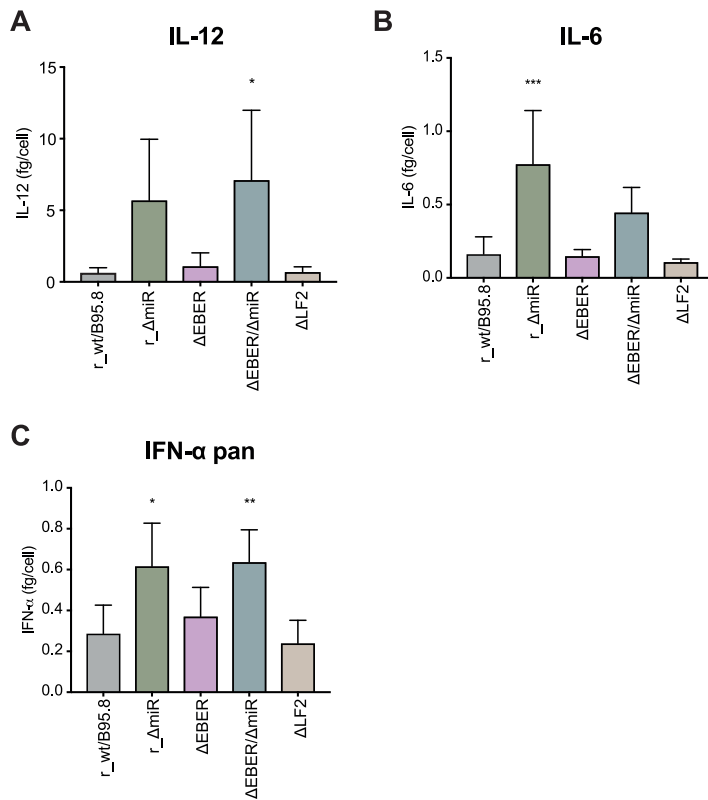 A
IL-12
15
10
5
0
IL-12 (fg/cell)
*
r_wt/B95.8
r_ΔmiR
ΔEBER
ΔEBER/ΔmiR
ΔLF2
B
IL-6
1.5
1.0
0.5
0.0
IL-6 (fg/cell)
***
r_wt/B95.8
r_ΔmiR
ΔEBER
ΔEBER/ΔmiR
ΔLF2
C
IFN-α pan
1.0
0.8
0.6
0.4
0.2
0.0
IFN-α (fg/cell)
*
**
r_wt/B95.8
r_ΔmiR
ΔEBER
ΔEBER/ΔmiR
ΔLF2